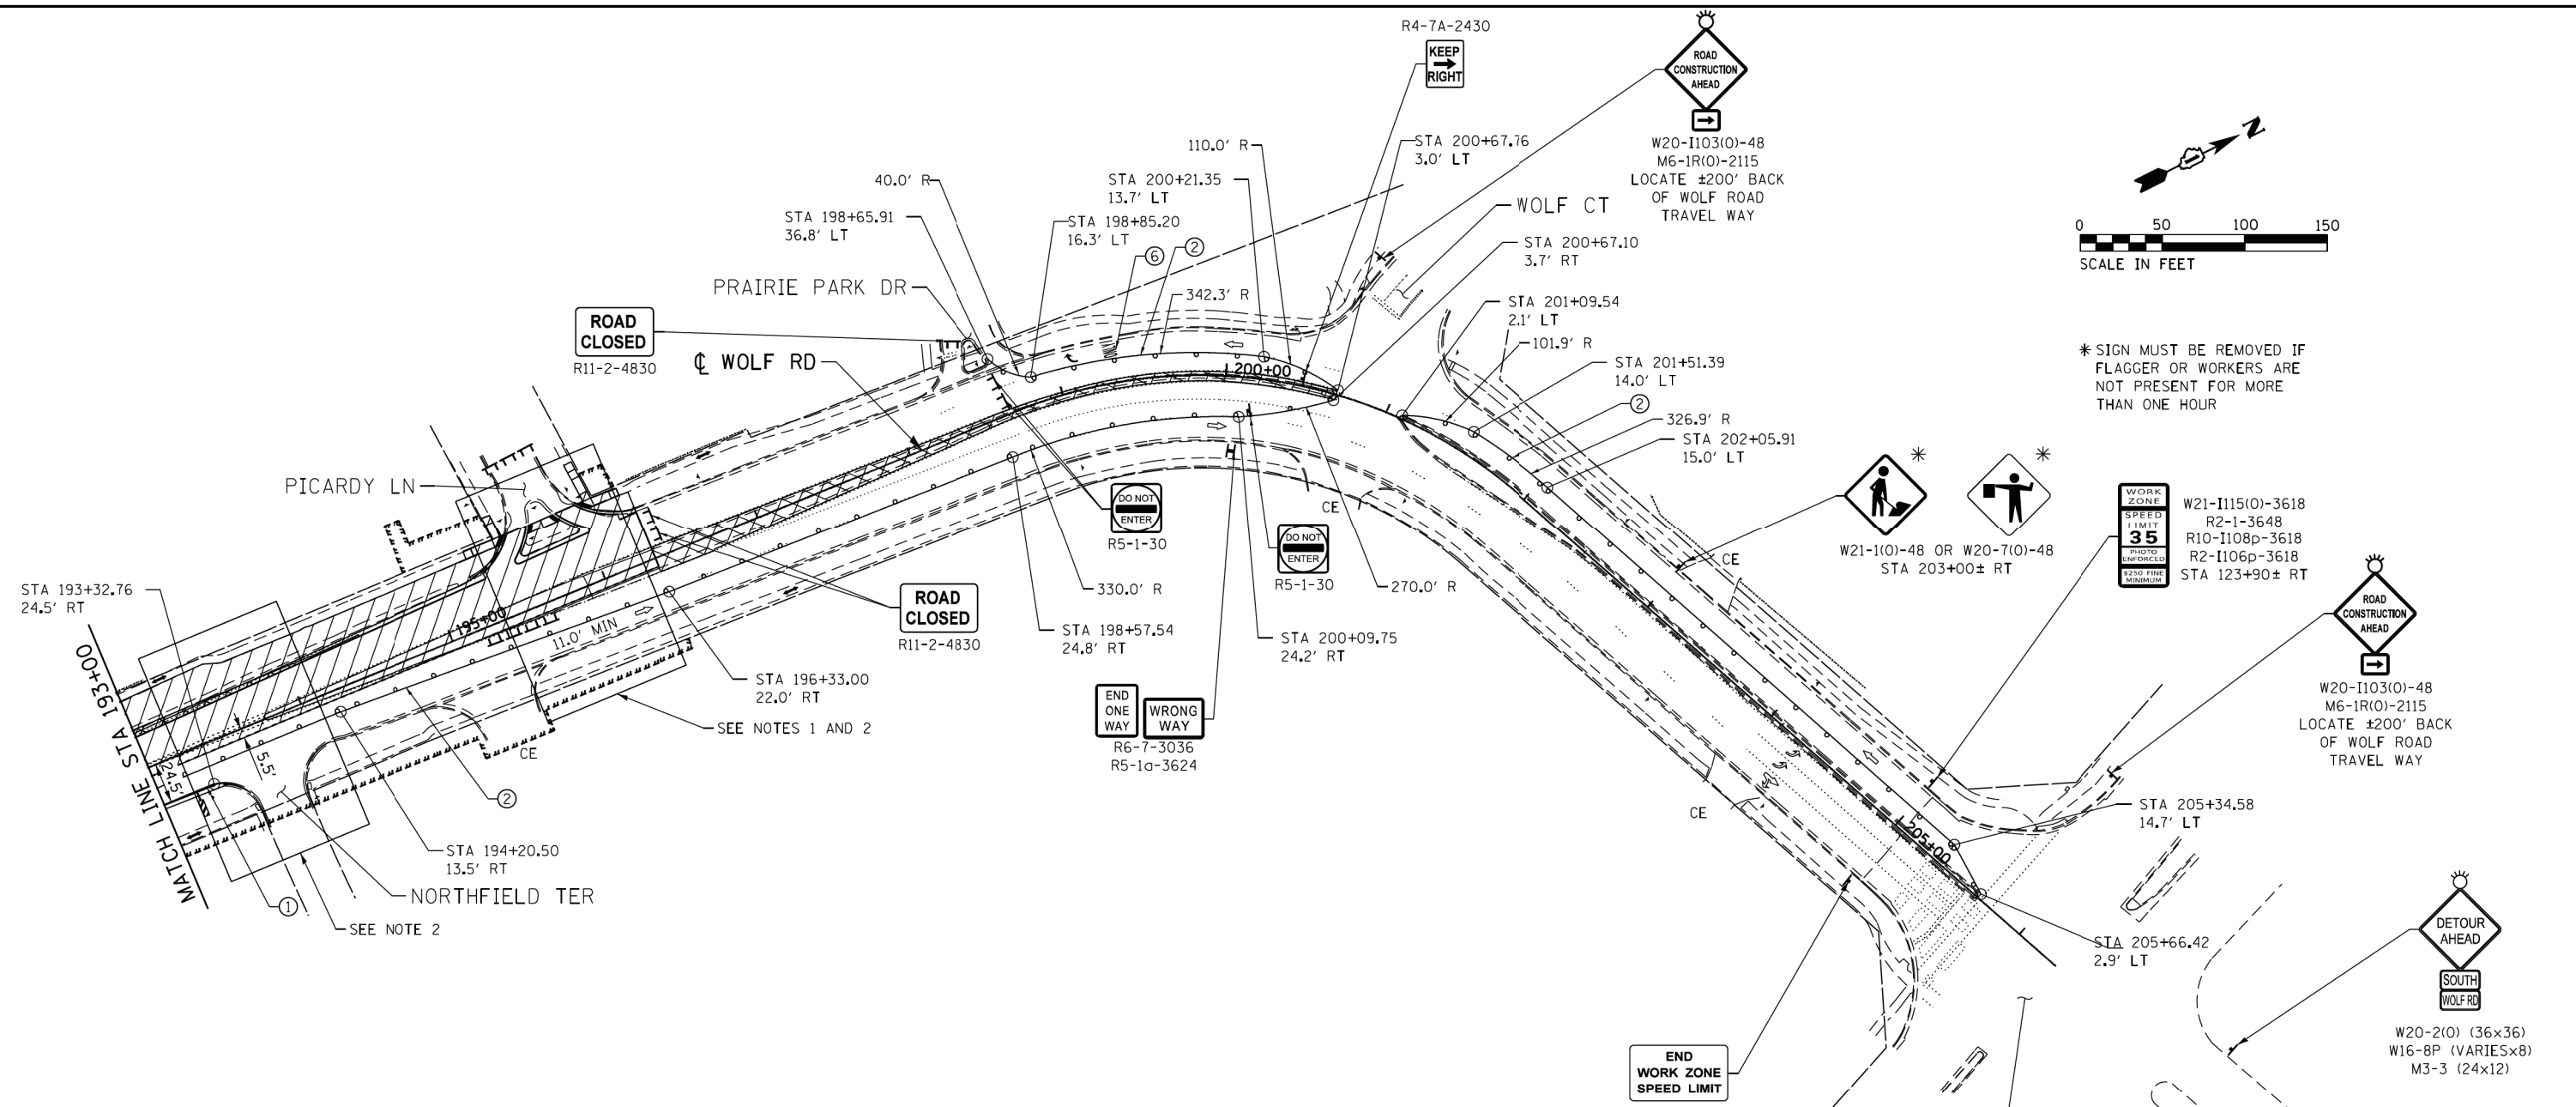 R4-7A-2430
KEEP
RIGHT
ROAD
CONSTRUCTION
AHEAD
W20-I103(O)-48
M6-1R(O)-2115
LOCATE ±200' BACK
OF WOLF ROAD
TRAVEL WAY
N
0 50 100 150
SCALE IN FEET
110.0' R
STA 200+67.76
3.0' LT
40.0' R
STA 200+21.35
13.7' LT
STA 198+65.91
36.8' LT
STA 198+85.20
16.3' LT
6
2
WOLF CT
STA 200+67.10
3.7' RT
PRAIRIE PARK DR
342.3' R
STA 201+09.54
2.1' LT
101.9' R
ROAD
CLOSED
R11-2-4830
℄ WOLF RD
200+00
STA 201+51.39
14.0' LT
2
326.9' R
STA 202+05.91
15.0' LT
* SIGN MUST BE REMOVED IF
FLAGGER OR WORKERS ARE
NOT PRESENT FOR MORE
THAN ONE HOUR
PICARDY LN
H
CE
DO NOT
ENTER
R5-1-30
DO NOT
ENTER
R5-1-30
270.0' R
330.0' R
CE
*
*
W21-1(O)-48 OR W20-7(O)-48
STA 203+00± RT
WORK
ZONE
SPEED
LIMIT
35
PHOTO
ENFORCED
$250 FINE
MINIMUM
W21-I115(O)-3618
R2-1-3648
R10-I108p-3618
R2-I106p-3618
STA 123+90± RT
STA 193+32.76
24.5' RT
195+00
11.0' MIN
ROAD
CLOSED
R11-2-4830
STA 198+57.54
24.8' RT
STA 200+09.75
24.2' RT
ROAD
CONSTRUCTION
AHEAD
W20-I103(O)-48
M6-1R(O)-2115
LOCATE ±200' BACK
OF WOLF ROAD
TRAVEL WAY
STA 196+33.00
22.0' RT
SEE NOTES 1 AND 2
END
ONE
WAY
WRONG
WAY
R6-7-3036
R5-1a-3624
MATCH LINE STA 193+00
24.5'
5.5'
CE
2
CE
STA 194+20.50
13.5' RT
NORTHFIELD TER
1
SEE NOTE 2
STA 205+34.58
14.7' LT
205+00
STA 205+66.42
2.9' LT
DETOUR
AHEAD
SOUTH
WOLF RD
W20-2(O) (36x36)
W16-8P (VARIESx8)
M3-3 (24x12)
END
WORK ZONE
SPEED LIMIT